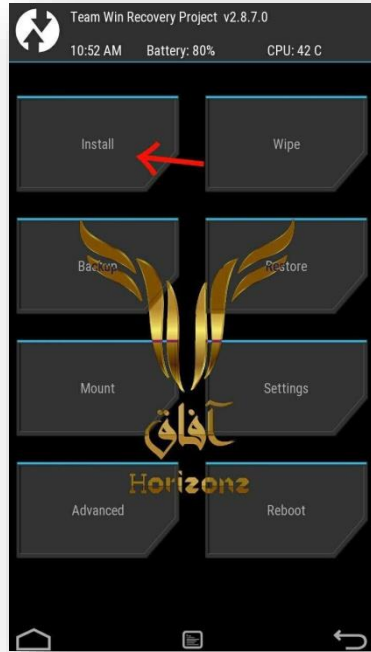 Team Win Recovery Project v2.8.7.0
10:52 AM Battery: 80% CPU: 42 C
Install Wipe
Backup Restore
Mount Settings
آفاق
Horizonz
Advanced Reboot